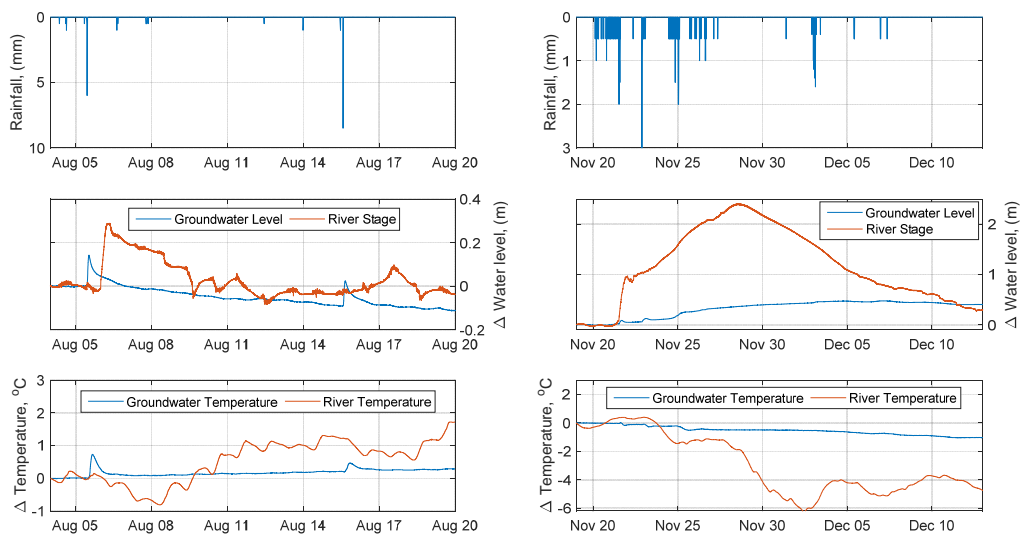 Rainfall, (mm)
0
5
10
Aug 05 Aug 08 Aug 11 Aug 14 Aug 17 Aug 20
Rainfall, (mm)
0
1
2
3
Nov 20 Nov 25 Nov 30 Dec 05 Dec 10
Groundwater Level River Stage
0.4
0.2
0
-0.2
Δ Water level, (m)
Aug 05 Aug 08 Aug 11 Aug 14 Aug 17 Aug 20
Groundwater Level
River Stage
2
1
0
Δ Water level, (m)
Nov 20 Nov 25 Nov 30 Dec 05 Dec 10
Δ Temperature, °C
3
2
1
0
-1
Groundwater Temperature River Temperature
Aug 05 Aug 08 Aug 11 Aug 14 Aug 17 Aug 20
Δ Temperature, °C
2
0
-2
-4
-6
Groundwater Temperature River Temperature
Nov 20 Nov 25 Nov 30 Dec 05 Dec 10